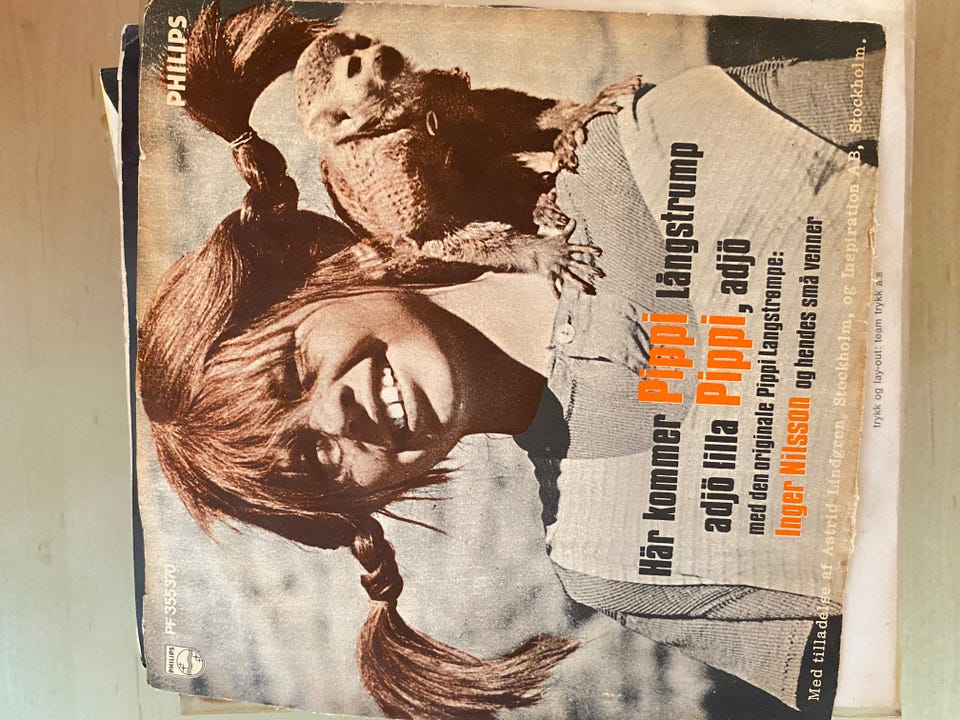 PHILIPS
PHILIPS
PF 355370
Här kommer Pippi Långstrump
adjö lilla Pippi, adjö
med den originale Pippi Langstrømpe:
Inger Nilsson og hendes små venner
Med tilladelse af Astrid Lindgren Stockholm, og Inspiration AB, Stockholm.
trykk og lay-out: team trykk a.s